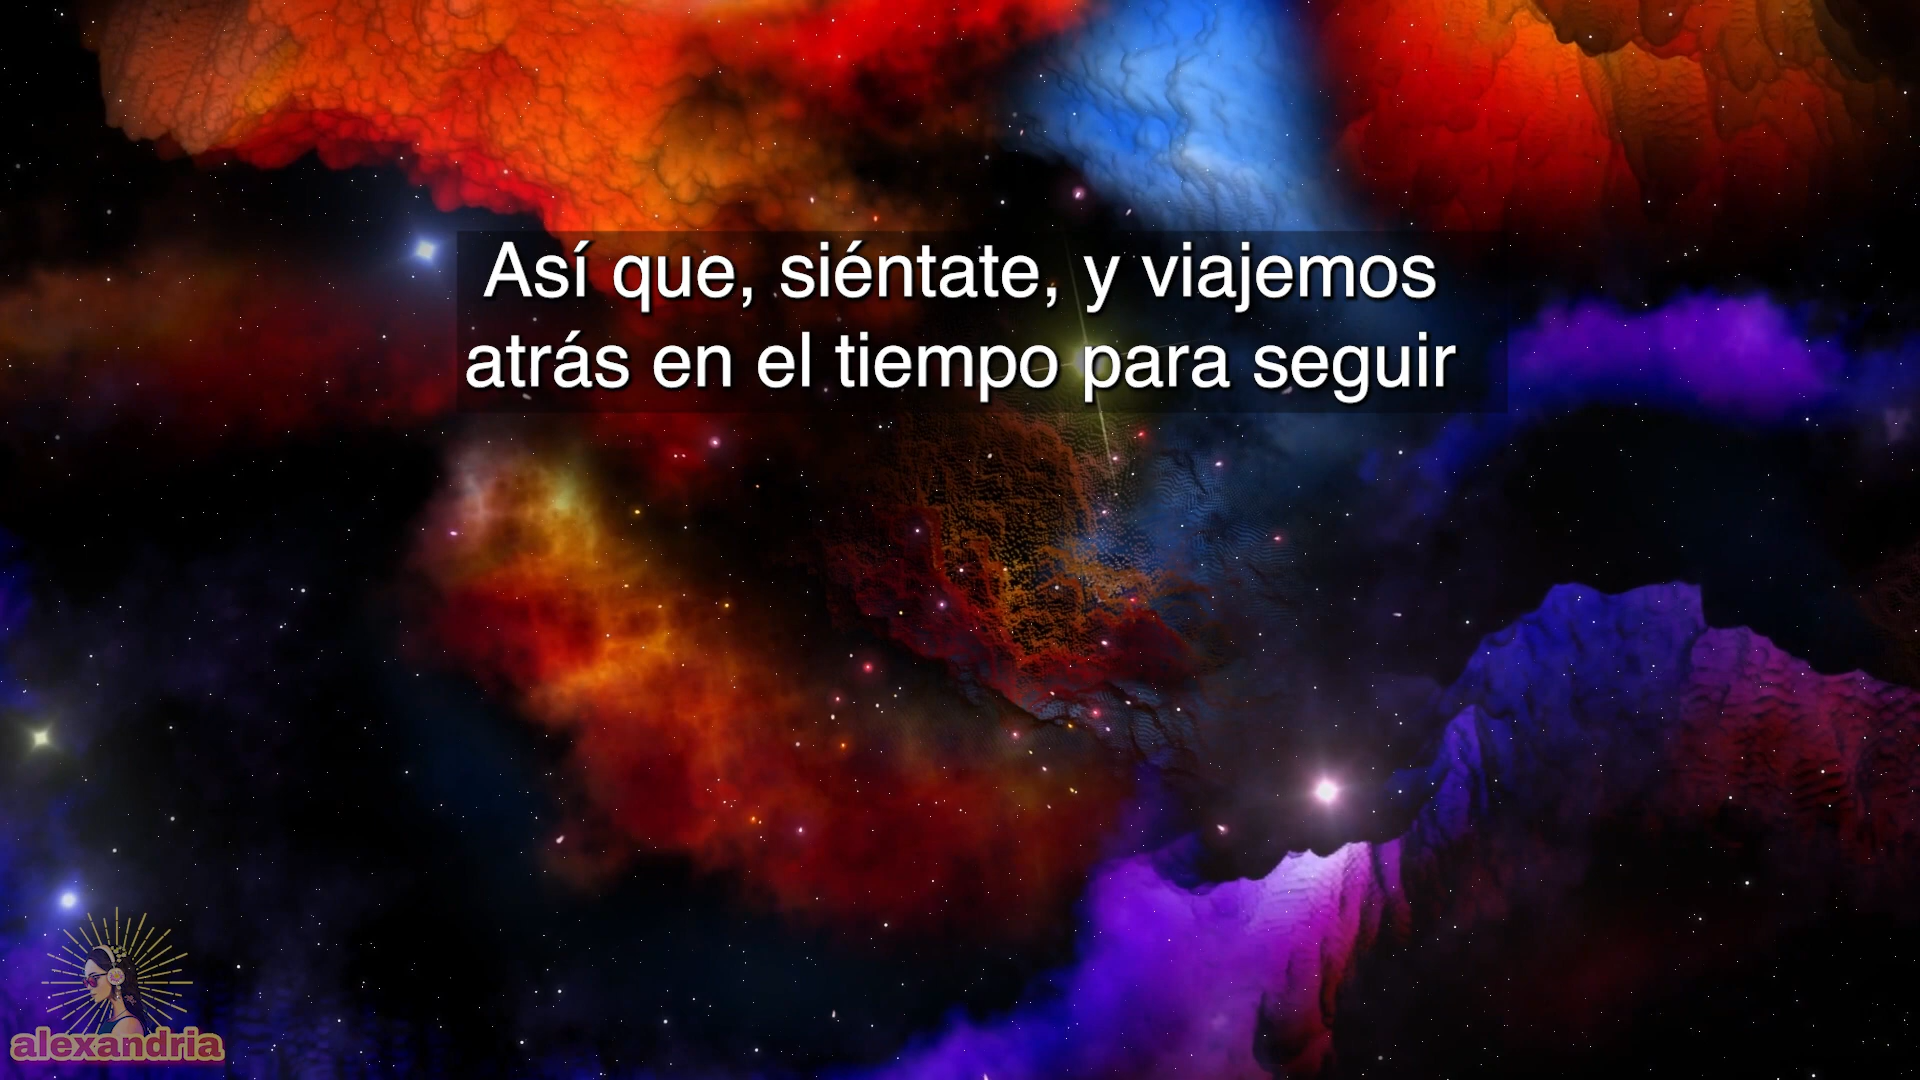 Así que, siéntate, y viajemos
atrás en el tiempo para seguir
alexandria